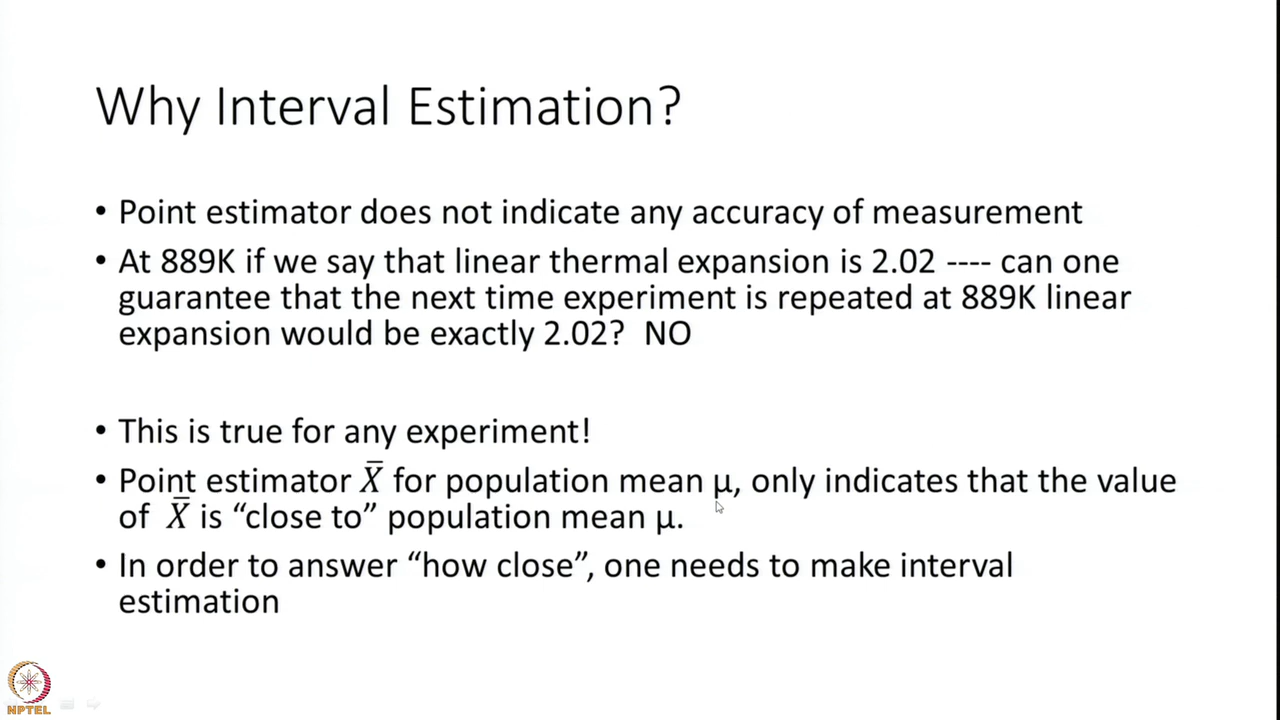 Why Interval Estimation?
• Point estimator does not indicate any accuracy of measurement
• At 889K if we say that linear thermal expansion is 2.02 ---- can one
guarantee that the next time experiment is repeated at 889K linear
expansion would be exactly 2.02? NO
• This is true for any experiment!
• Point estimator X̅ for population mean μ, only indicates that the value
of X̅ is “close to” population mean μ.
• In order to answer “how close”, one needs to make interval
estimation
NPTEL